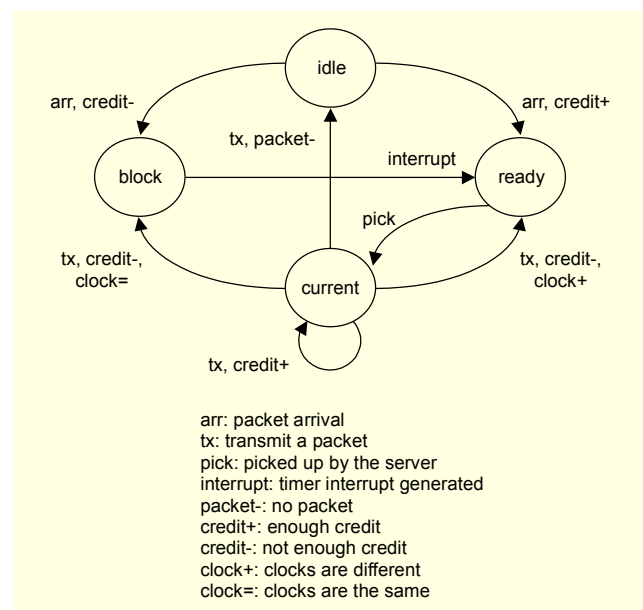 idle
arr, credit-
arr, credit+
tx, packet-
interrupt
block
ready
pick
tx, credit-,
clock=
tx, credit-,
clock+
current
tx, credit+
arr: packet arrival
tx: transmit a packet
pick: picked up by the server
interrupt: timer interrupt generated
packet-: no packet
credit+: enough credit
credit-: not enough credit
clock+: clocks are different
clock=: clocks are the same